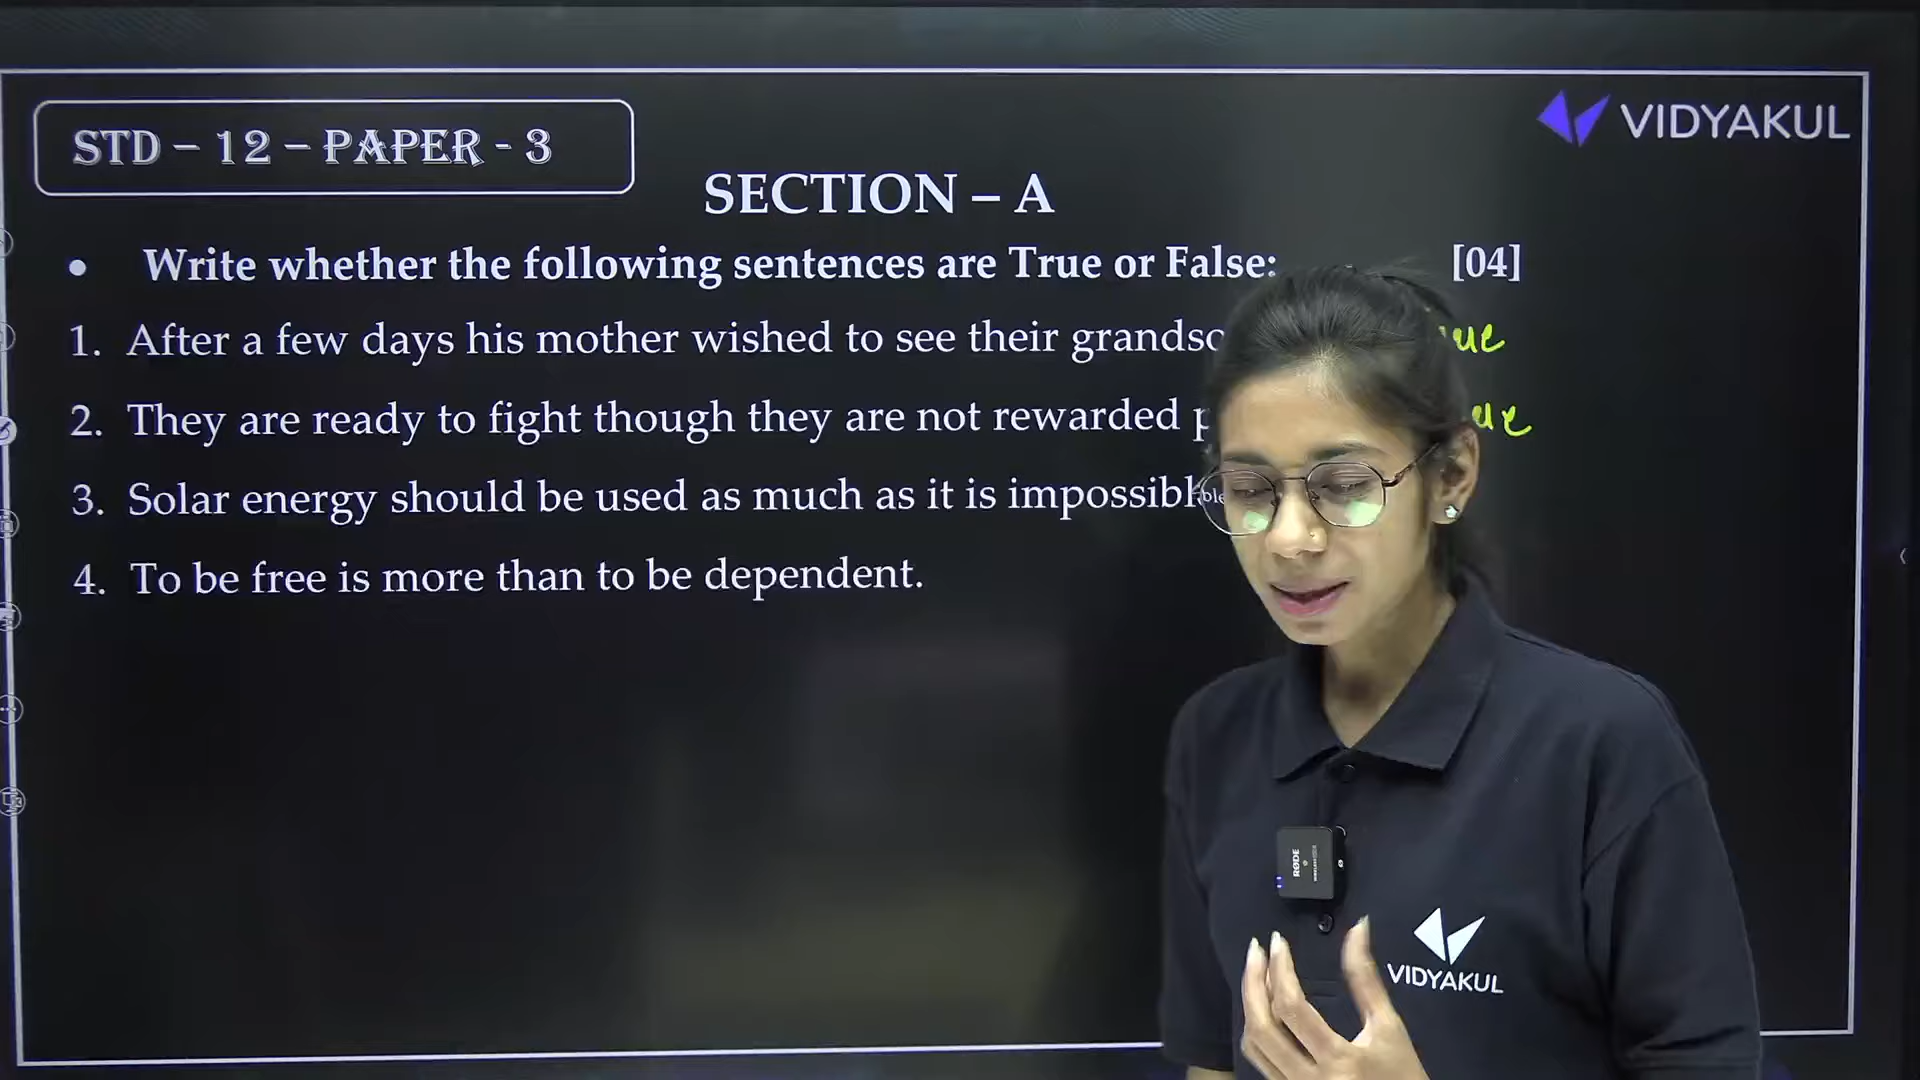 STD – 12 – PAPER - 3
VIDYAKUL
SECTION – A
• Write whether the following sentences are True or False: [04]
1. After a few days his mother wished to see their
2. They are ready to fight though they are not rewarded
3. Solar energy should be used as much as it is
4. To be free is more than to be dependent.
RØDE
VIDYAKUL